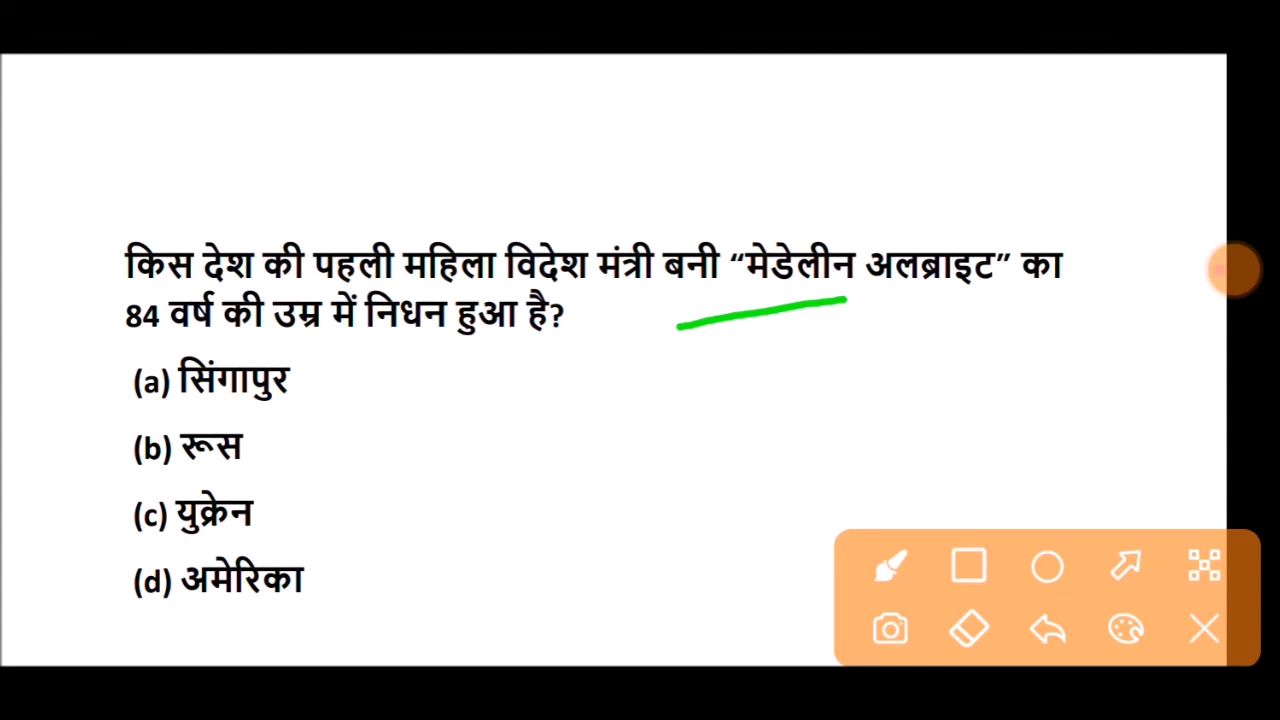 किस देश की पहली महिला विदेश मंत्री बनी “मेडेलीन अलब्राइट” का
84 वर्ष की उम्र में निधन हुआ है?
(a) सिंगापुर
(b) रूस
(c) युक्रेन
(d) अमेरिका